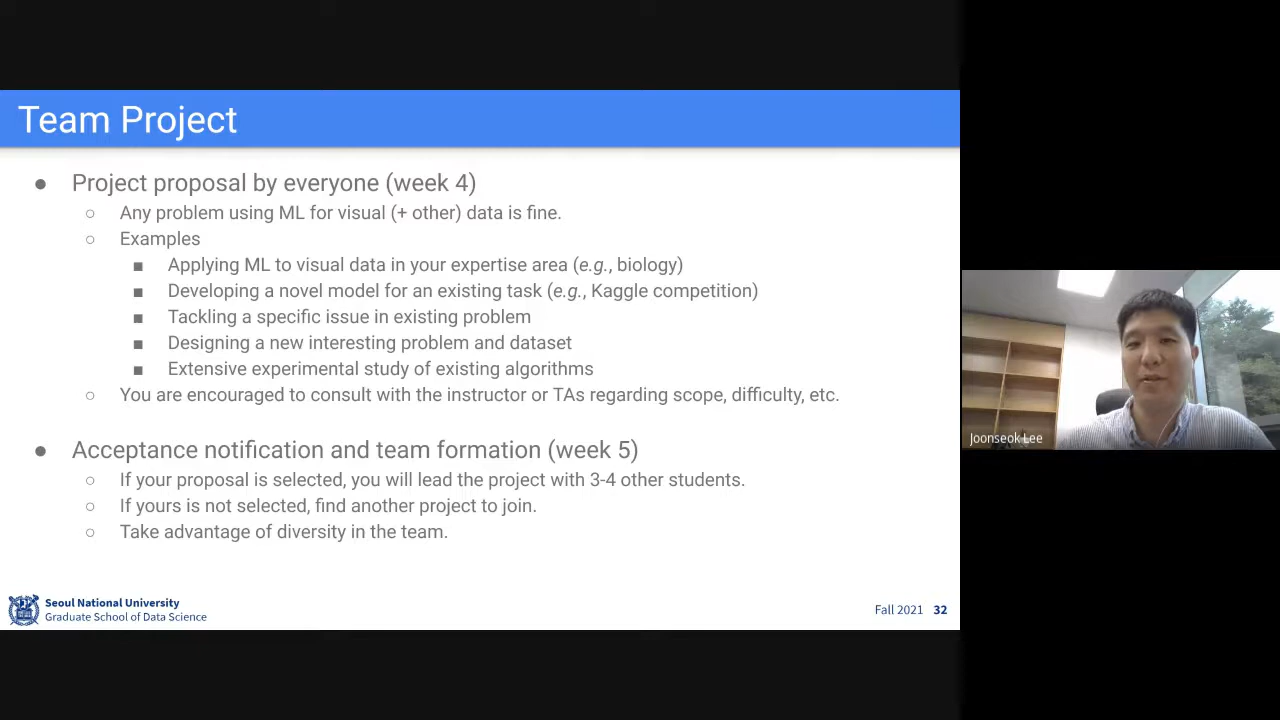 Team Project
● Project proposal by everyone (week 4)
○ Any problem using ML for visual (+ other) data is fine.
○ Examples
■ Applying ML to visual data in your expertise area (e.g., biology)
■ Developing a novel model for an existing task (e.g., Kaggle competition)
■ Tackling a specific issue in existing problem
■ Designing a new interesting problem and dataset
■ Extensive experimental study of existing algorithms
○ You are encouraged to consult with the instructor or TAs regarding scope, difficulty, etc.
● Acceptance notification and team formation (week 5)
○ If your proposal is selected, you will lead the project with 3-4 other students.
○ If yours is not selected, find another project to join.
○ Take advantage of diversity in the team.
Seoul National University
Graduate School of Data Science
Fall 2021 32
Joonseok Lee